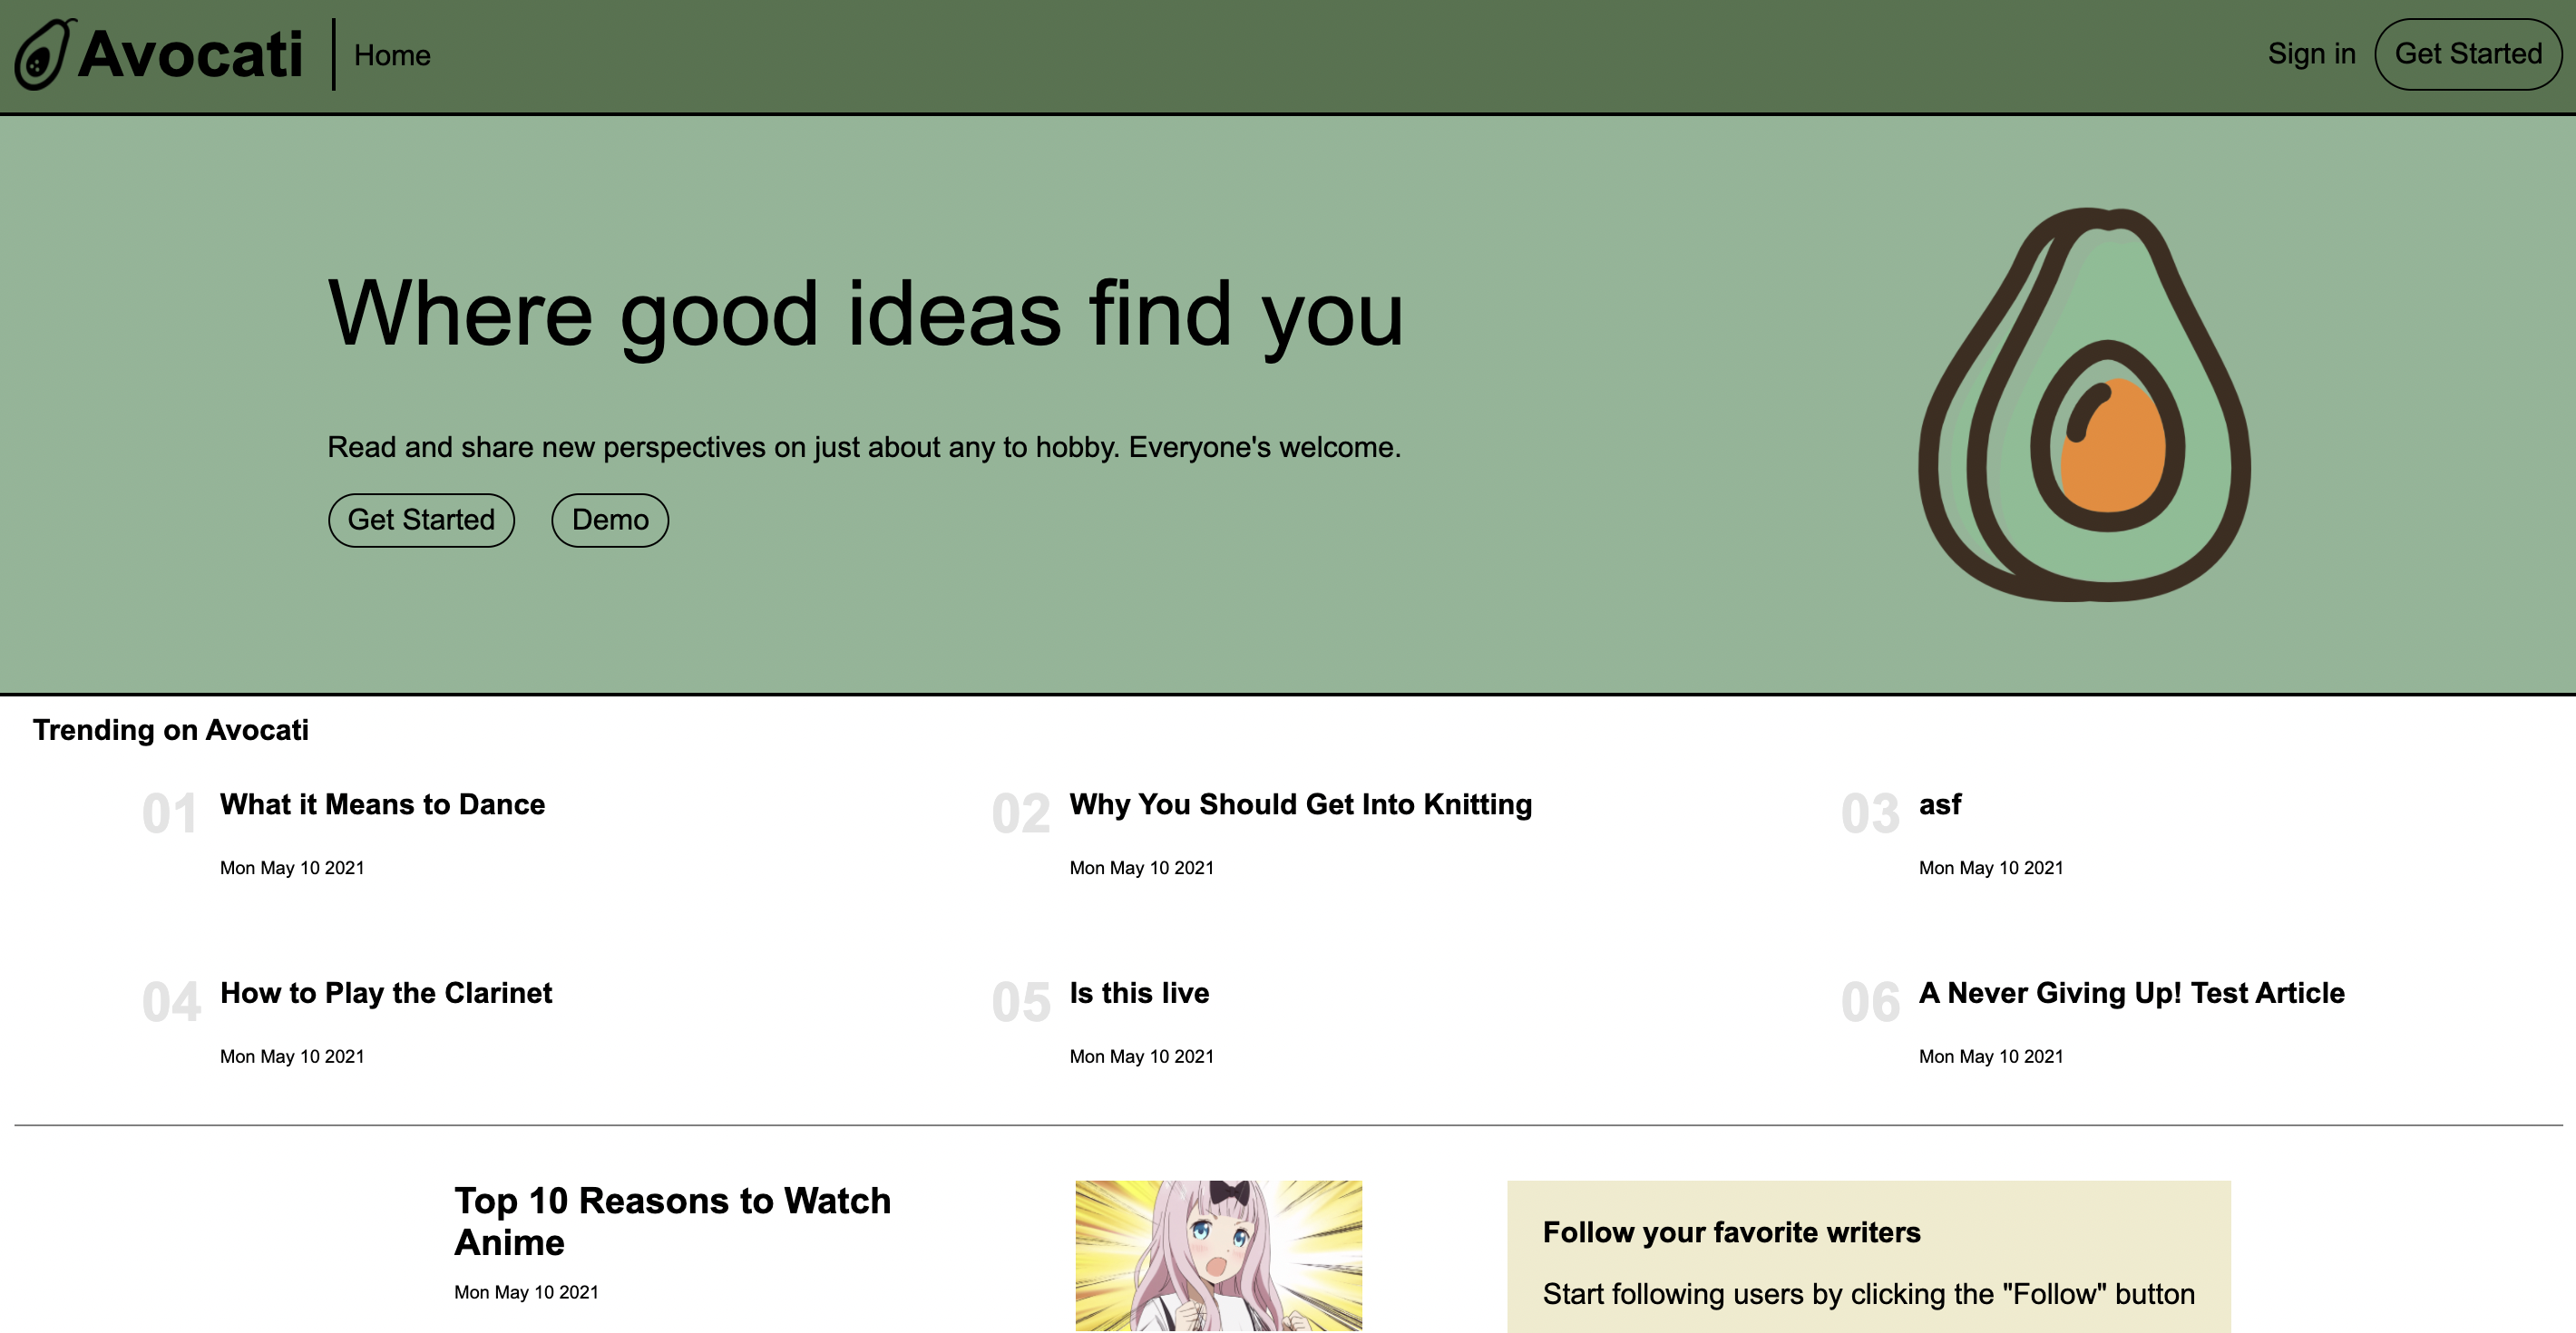 Avocati
Home
Sign in
Get Started
Where good ideas find you
Read and share new perspectives on just about any to hobby. Everyone's welcome.
Get Started
Demo
Trending on Avocati
01
What it Means to Dance
Mon May 10 2021
02
Why You Should Get Into Knitting
Mon May 10 2021
03
asf
Mon May 10 2021
04
How to Play the Clarinet
Mon May 10 2021
05
Is this live
Mon May 10 2021
06
A Never Giving Up! Test Article
Mon May 10 2021
Top 10 Reasons to Watch
Anime
Mon May 10 2021
Follow your favorite writers
Start following users by clicking the "Follow" button